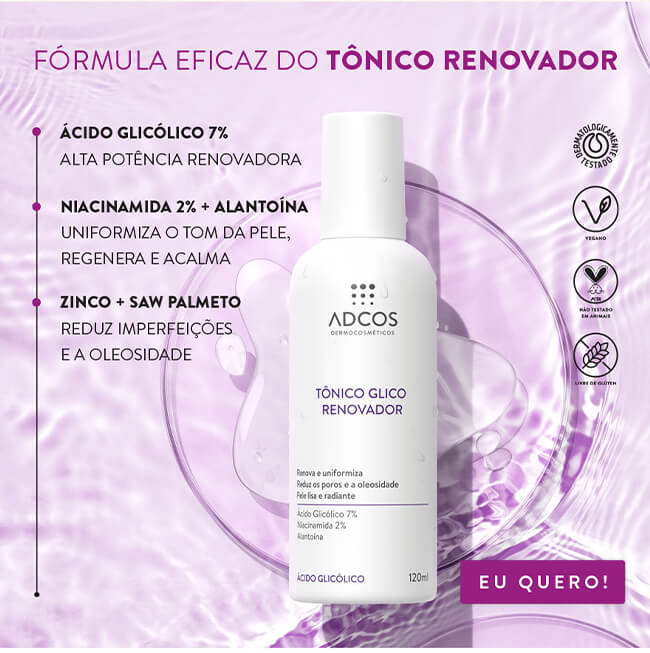 FÓRMULA EFICAZ DO TÔNICO RENOVADOR
ÁCIDO GLICÓLICO 7%
ALTA POTÊNCIA RENOVADORA
NIACINAMIDA 2% + ALANTOÍNA
UNIFORMIZA O TOM DA PELE,
REGENERA E ACALMA
ZINCO + SAW PALMETO
REDUZ IMPERFEIÇÕES
E A OLEOSIDADE
DERMATOLOGICAMENTE
TESTADO
VEGANO
NÃO TESTADO
EM ANIMAIS
LIVRE DE GLÚTEN
ADCOS
DERMOCOSMÉTICOS
TÔNICO GLICO
RENOVADOR
Renova e uniformiza
Reduz os poros e a oleosidade
Pele lisa e radiante
Ácido Glicólico 7%
Niacinamida 2%
Alantoína
ÁCIDO GLICÓLICO 120ml
EU QUERO!